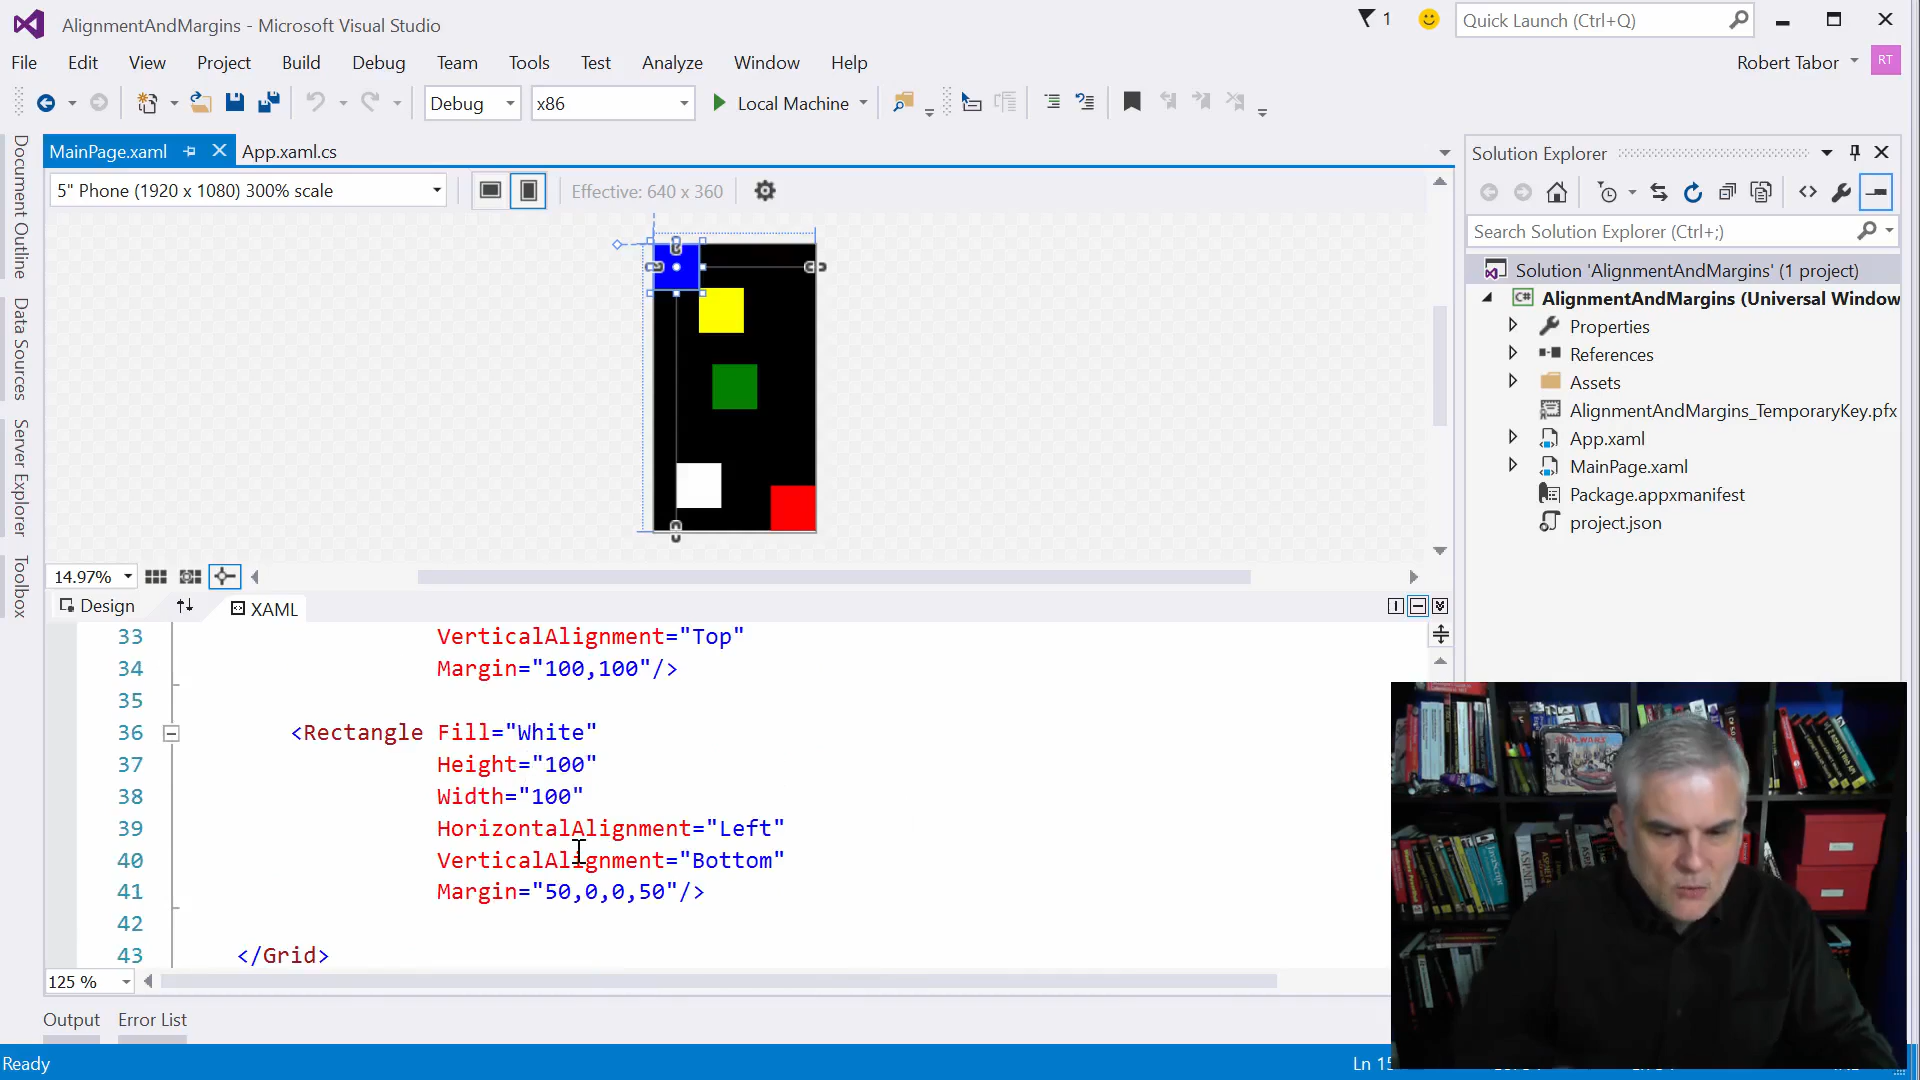 AlignmentAndMargins - Microsoft Visual Studio
1
Quick Launch (Ctrl+Q)
File Edit View Project Build Debug Team Tools Test Analyze Window Help
Robert Tabor RT
Debug x86 Local Machine
MainPage.xaml App.xaml.cs
5" Phone (1920 x 1080) 300% scale Effective: 640 x 360
Document Outline
Data Sources
Server Explorer
Toolbox
14.97%
Design XAML
33 VerticalAlignment="Top"
34 Margin="100,100"/>
35
36 <Rectangle Fill="White"
37 Height="100"
38 Width="100"
39 HorizontalAlignment="Left"
40 VerticalAlignment="Bottom"
41 Margin="50,0,0,50"/>
42
43 </Grid>
125 %
Output Error List
Ready Ln 15
Solution Explorer
Search Solution Explorer (Ctrl+;)
Solution 'AlignmentAndMargins' (1 project)
C# AlignmentAndMargins (Universal Window
Properties
References
Assets
AlignmentAndMargins_TemporaryKey.pfx
App.xaml
MainPage.xaml
Package.appxmanifest
project.json
STAR WARS